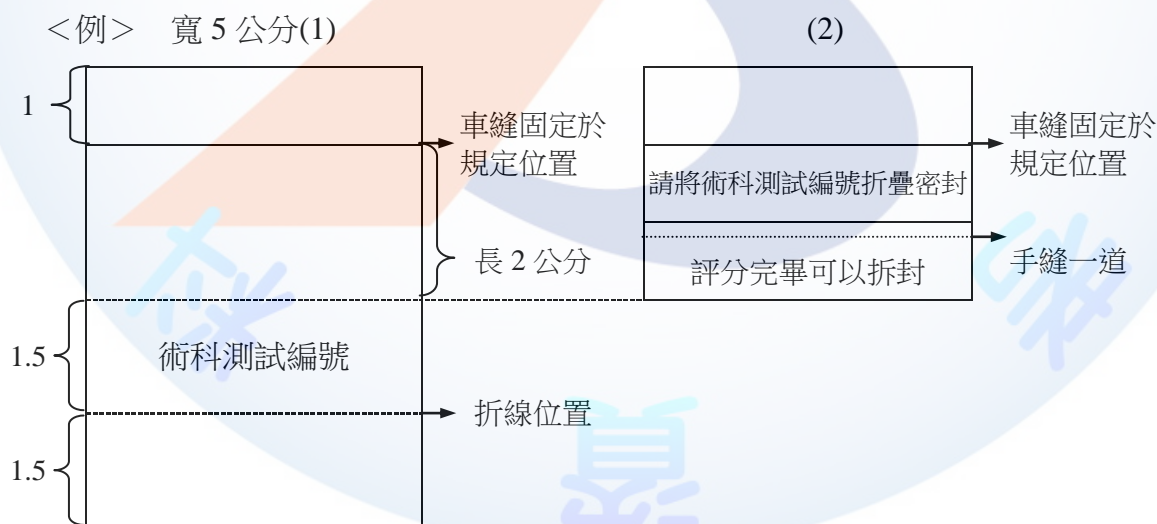 ＜例＞ 寬 5 公分(1)
(2)
1
車縫固定於
規定位置
長 2 公分
1.5
術科測試編號
折線位置
1.5
車縫固定於
規定位置
請將術科測試編號折疊密封
手縫一道
評分完畢可以拆封